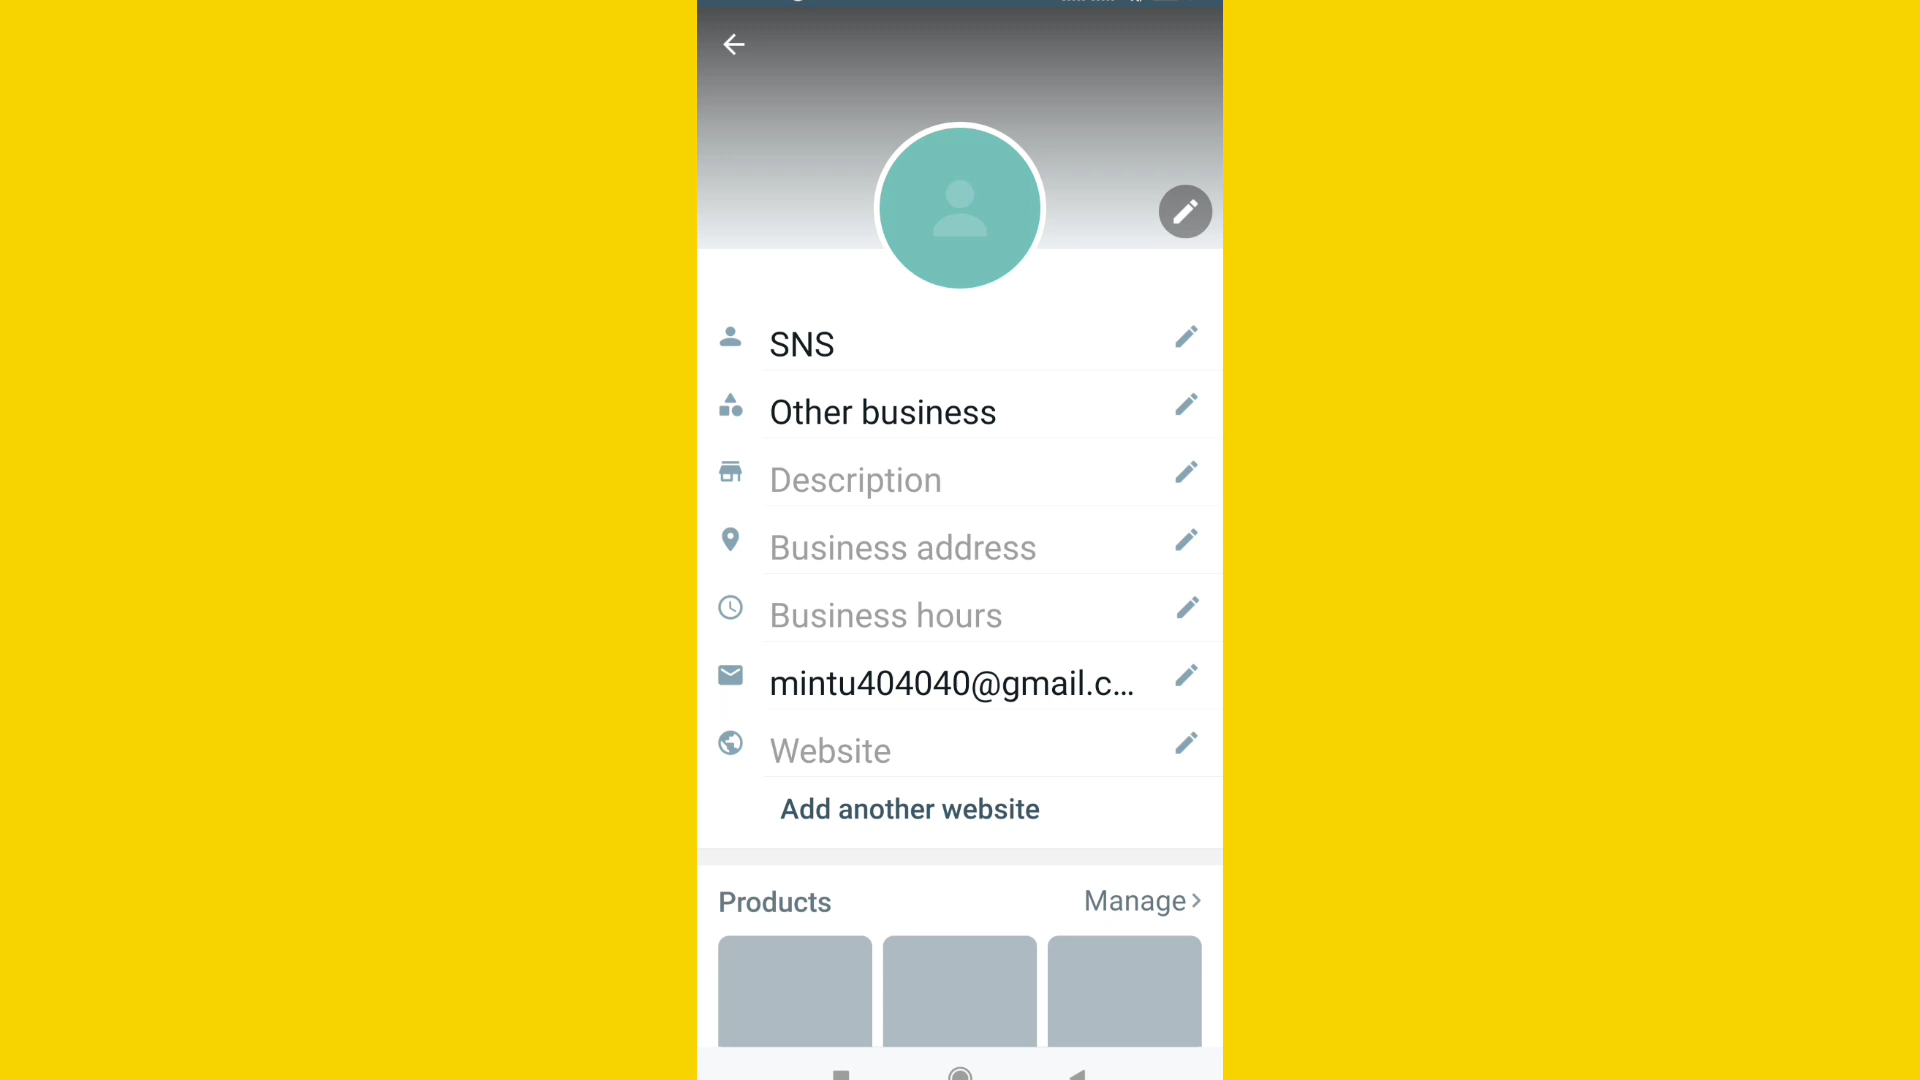 SNS
Other business
Description
Business address
Business hours
mintu404040@gmail.c...
Website
Add another website
Products
Manage